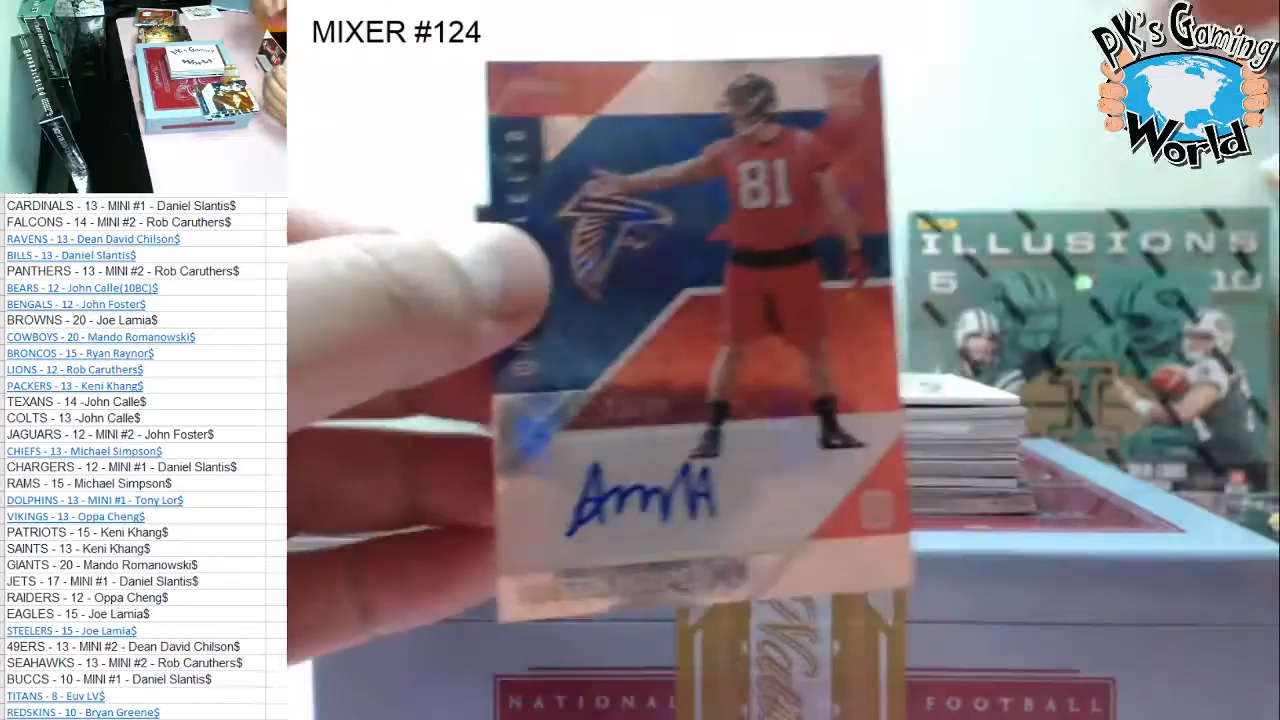 MIXER #124
PK's Gaming
World
CARDINALS - 13 - MINI #1 - Daniel Slantis$
FALCONS - 14 - MINI #2 - Rob Caruthers$
RAVENS - 13 - Dean David Chilson$
BILLS - 13 - Daniel Slantis$
PANTHERS - 13 - MINI #2 - Rob Caruthers$
BEARS - 12 - John Calle(10BC)$
BENGALS - 12 - John Foster$
BROWNS - 20 - Joe Lamia$
COWBOYS - 20 - Mando Romanowski$
BRONCOS - 15 - Ryan Raynor$
LIONS - 12 - Rob Caruthers$
PACKERS - 13 - Keni Khang$
TEXANS - 14 -John Calle$
COLTS - 13 -John Calle$
JAGUARS - 12 - MINI #2 - John Foster$
CHIEFS - 13 - Michael Simpson$
CHARGERS - 12 - MINI #1 - Daniel Slantis$
RAMS - 15 - Michael Simpson$
DOLPHINS - 13 - MINI #1 - Tony Lor$
VIKINGS - 13 - Oppa Cheng$
PATRIOTS - 15 - Keni Khang$
SAINTS - 13 - Keni Khang$
GIANTS - 20 - Mando Romanowski$
JETS - 17 - MINI #1 - Daniel Slantis$
RAIDERS - 12 - Oppa Cheng$
EAGLES - 15 - Joe Lamia$
STEELERS - 15 - Joe Lamia$
49ERS - 13 - MINI #2 - Dean David Chilson$
SEAHAWKS - 13 - MINI #2 - Rob Caruthers$
BUCCS - 10 - MINI #1 - Daniel Slantis$
TITANS - 8 - Euv LV$
REDSKINS - 10 - Bryan Greene$
81
ILLUSIONS
5 10
NATIONAL
FOOTBALL